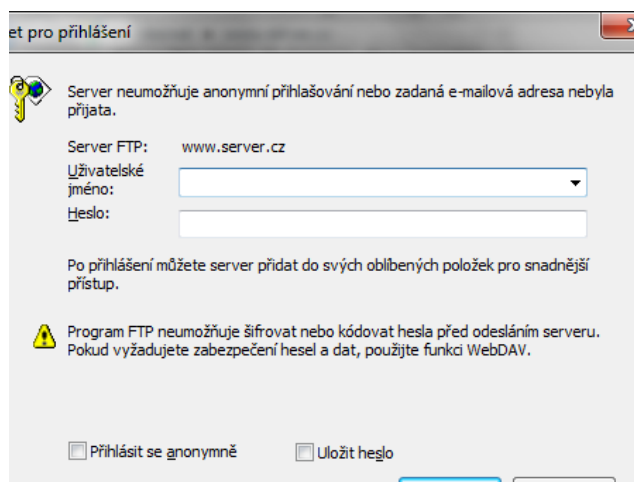 et pro přihlášení
Server neumožňuje anonymní přihlašování nebo zadaná e-mailová adresa nebyla
přijata.
Server FTP: www.server.cz
Uživatelské
jméno:
Heslo:
Po přihlášení můžete server přidat do svých oblíbených položek pro snadnější
přístup.
Program FTP neumožňuje šifrovat nebo kódovat hesla před odesláním serveru.
Pokud vyžadujete zabezpečení hesel a dat, použijte funkci WebDAV.
Přihlásit se anonymně Uložit heslo